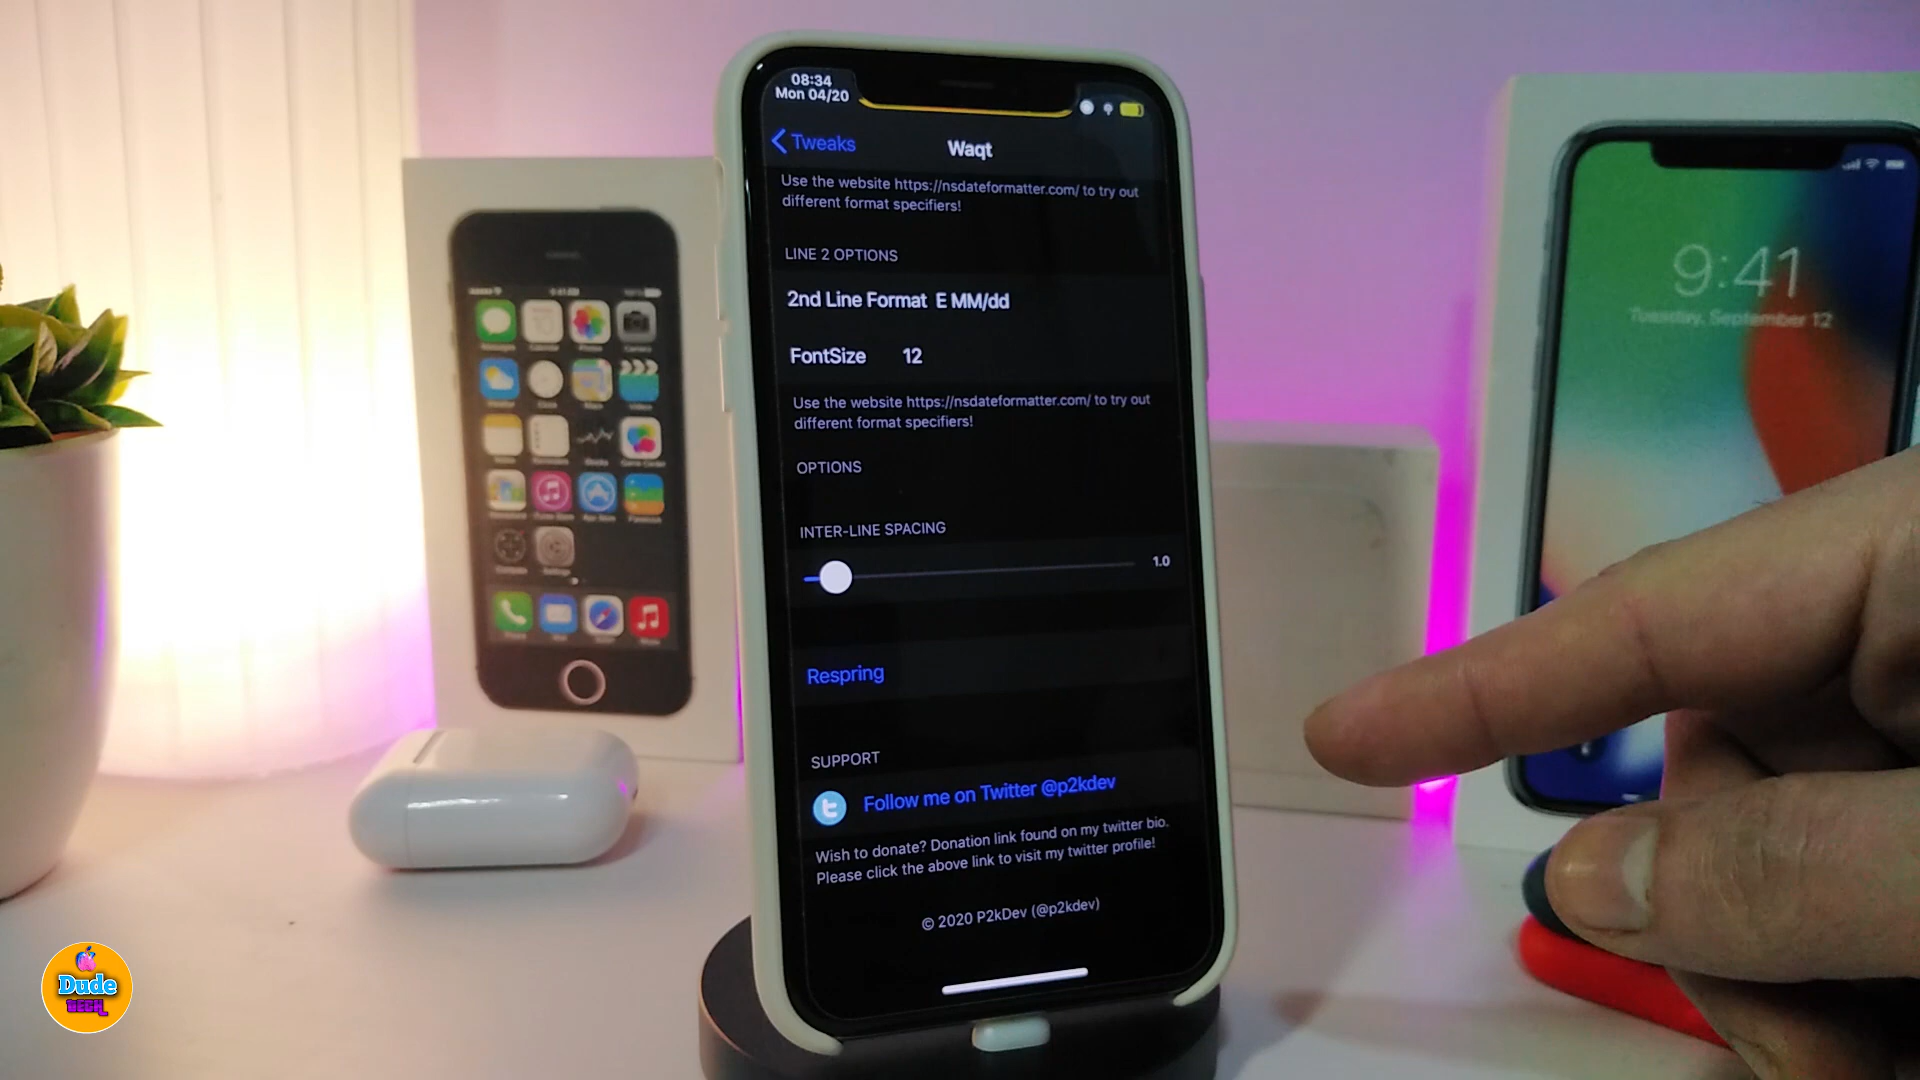 08:34
Mon 04/20
Tweaks
Waqt
Use the website https://nsdateformatter.com/ to try out
different format specifiers!
LINE 2 OPTIONS
2nd Line Format E MM/dd
FontSize 12
Use the website https://nsdateformatter.com/ to try out
different format specifiers!
OPTIONS
INTER-LINE SPACING
1.0
Respring
SUPPORT
Follow me on Twitter @p2kdev
Wish to donate? Donation link found on my twitter bio.
Please click the above link to visit my twitter profile!
© 2020 P2kDev (@p2kdev)
9:41
Tuesday, September 12
Dude
TECH